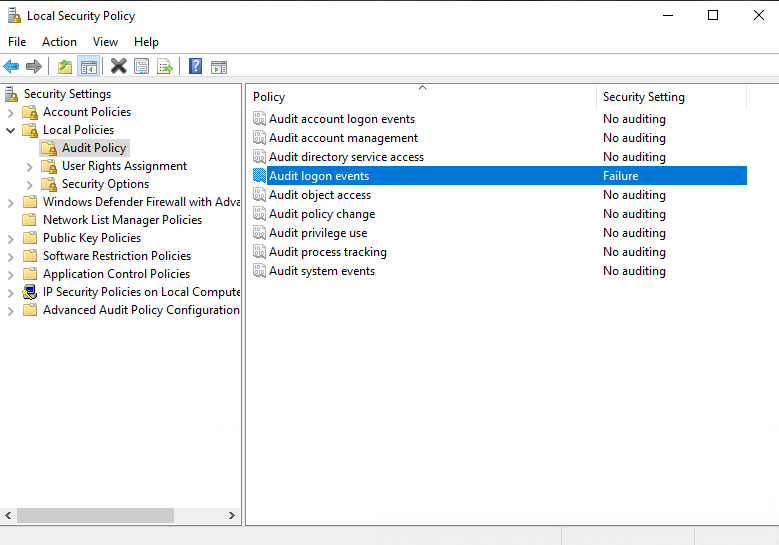 Local Security Policy
File Action View Help
Security Settings
Account Policies
Local Policies
Audit Policy
User Rights Assignment
Security Options
Windows Defender Firewall with Adva
Network List Manager Policies
Public Key Policies
Software Restriction Policies
Application Control Policies
IP Security Policies on Local Compute
Advanced Audit Policy Configuration
Policy Security Setting
Audit account logon events No auditing
Audit account management No auditing
Audit directory service access No auditing
Audit logon events Failure
Audit object access No auditing
Audit policy change No auditing
Audit privilege use No auditing
Audit process tracking No auditing
Audit system events No auditing